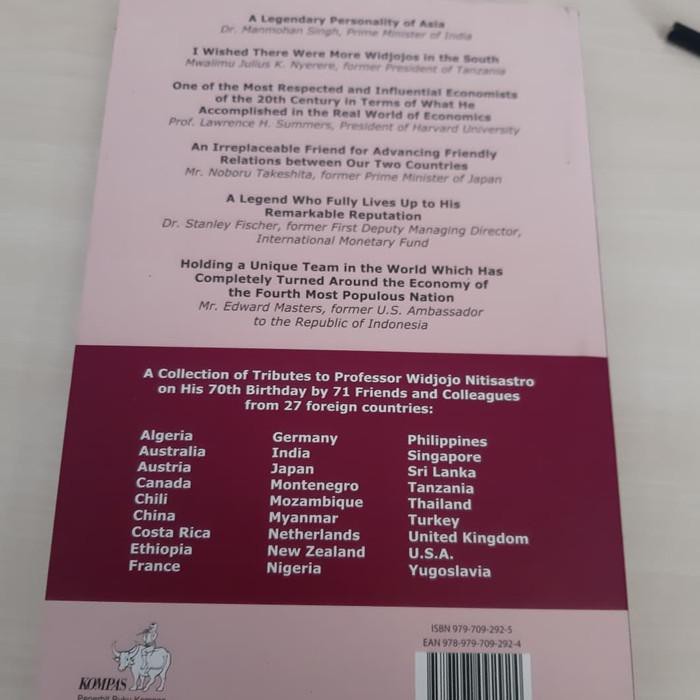 A Legendary Personality of Asia
Dr. Manmohan Singh, Prime Minister of India
I Wished There Were More Widjojos in the South
Mwalimu Julius K. Nyerere, former President of Tanzania
One of the Most Respected and Influential Economists
of the 20th Century in Terms of What He
Accomplished in the Real World of Economics
Prof. Lawrence H. Summers, President of Harvard University
An Irreplaceable Friend for Advancing Friendly
Relations between Our Two Countries
Mr. Noboru Takeshita, former Prime Minister of Japan
A Legend Who Fully Lives Up to His
Remarkable Reputation
Dr. Stanley Fischer, former First Deputy Managing Director,
International Monetary Fund
Holding a Unique Team in the World Which Has
Completely Turned Around the Economy of
the Fourth Most Populous Nation
Mr. Edward Masters, former U.S. Ambassador
to the Republic of Indonesia
A Collection of Tributes to Professor Widjojo Nitisastro
on His 70th Birthday by 71 Friends and Colleagues
from 27 foreign countries:
Algeria
Australia
Austria
Canada
Chili
China
Costa Rica
Ethiopia
France
Germany
India
Japan
Montenegro
Mozambique
Myanmar
Netherlands
New Zealand
Nigeria
Philippines
Singapore
Sri Lanka
Tanzania
Thailand
Turkey
United Kingdom
U.S.A.
Yugoslavia
KOMPAS
Penerbit Buku Kompas
ISBN 979-709-292-5
EAN 978-979-709-292-4